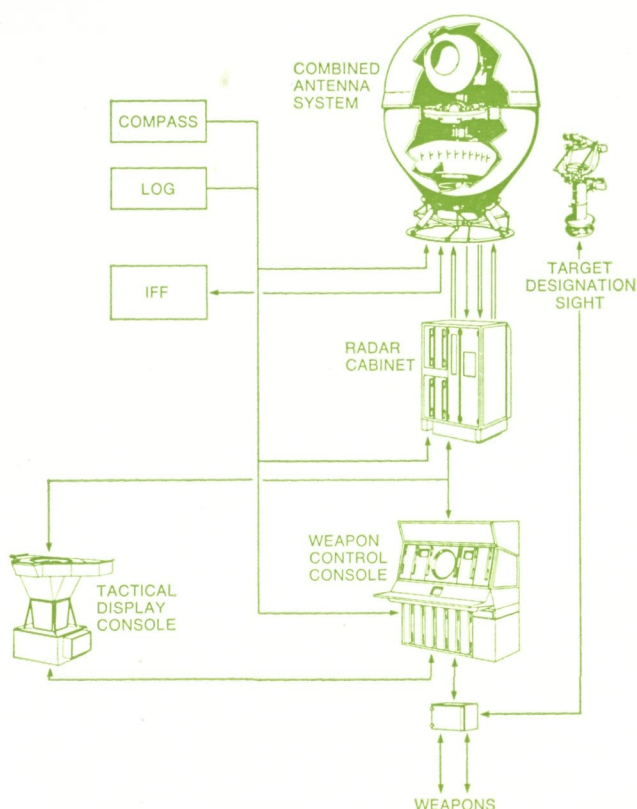 COMBINED
ANTENNA
SYSTEM
COMPASS
LOG
IFF
TARGET
DESIGNATION
SIGHT
RADAR
CABINET
WEAPON
CONTROL
CONSOLE
TACTICAL
DISPLAY
CONSOLE
WEAPONS